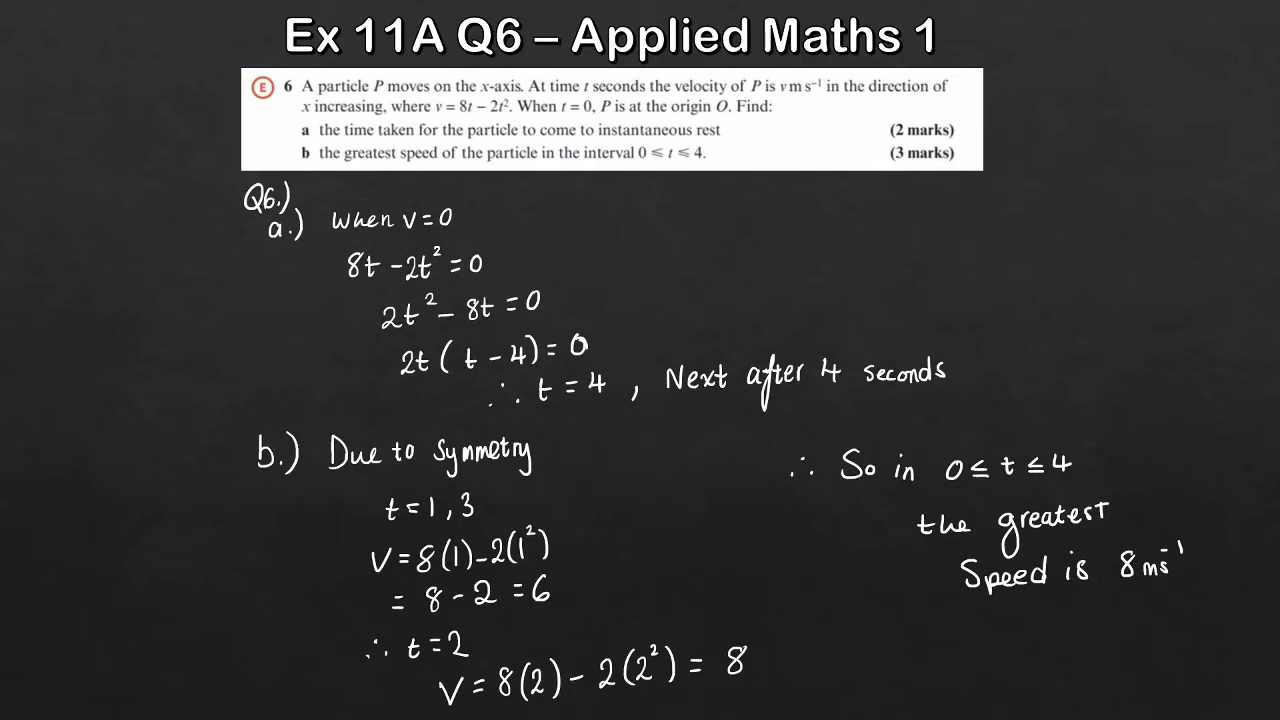 Ex 11A Q6 – Applied Maths 1
E 6 A particle P moves on the x-axis. At time t seconds the velocity of P is v m s⁻¹ in the direction of
x increasing, where v = 8t − 2t². When t = 0, P is at the origin O. Find:
a the time taken for the particle to come to instantaneous rest (2 marks)
b the greatest speed of the particle in the interval 0 ⩽ t ⩽ 4. (3 marks)
Q6.)
a.) When v = 0
8t − 2t² = 0
2t² − 8t = 0
2t ( t − 4) = 0
∴ t = 4 , Next after 4 seconds
b.) Due to symmetry
t = 1, 3
V = 8(1) − 2(1²)
= 8 − 2 = 6
∴ t = 2
V = 8(2) − 2(2²) = 8
∴ So in 0 ≤ t ≤ 4
the greatest
Speed is 8 ms⁻¹